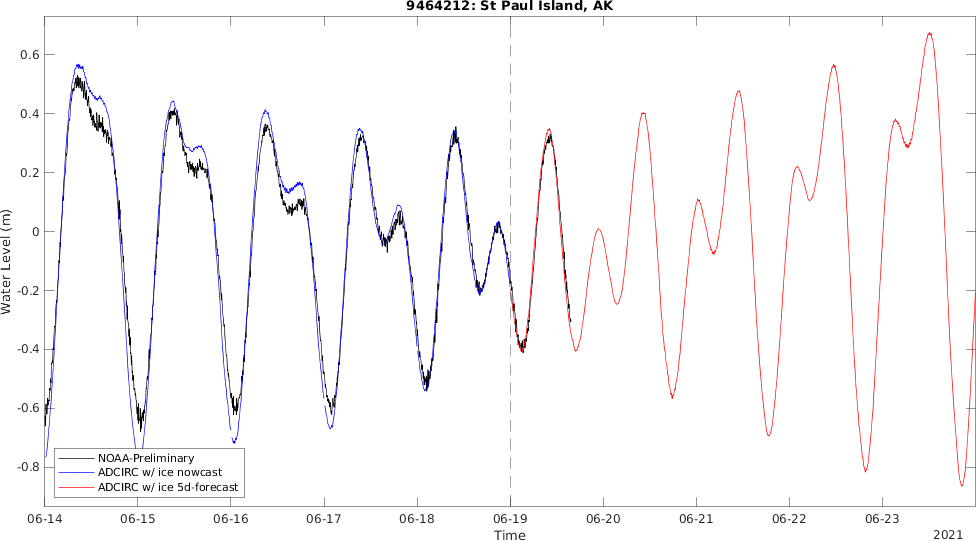 9464212: St Paul Island, AK
Water Level (m)
0.6
0.4
0.2
0
-0.2
-0.4
-0.6
-0.8
NOAA-Preliminary
ADCIRC w/ ice nowcast
ADCIRC w/ ice 5d-forecast
06-14 06-15 06-16 06-17 06-18 06-19 06-20 06-21 06-22 06-23
Time
2021